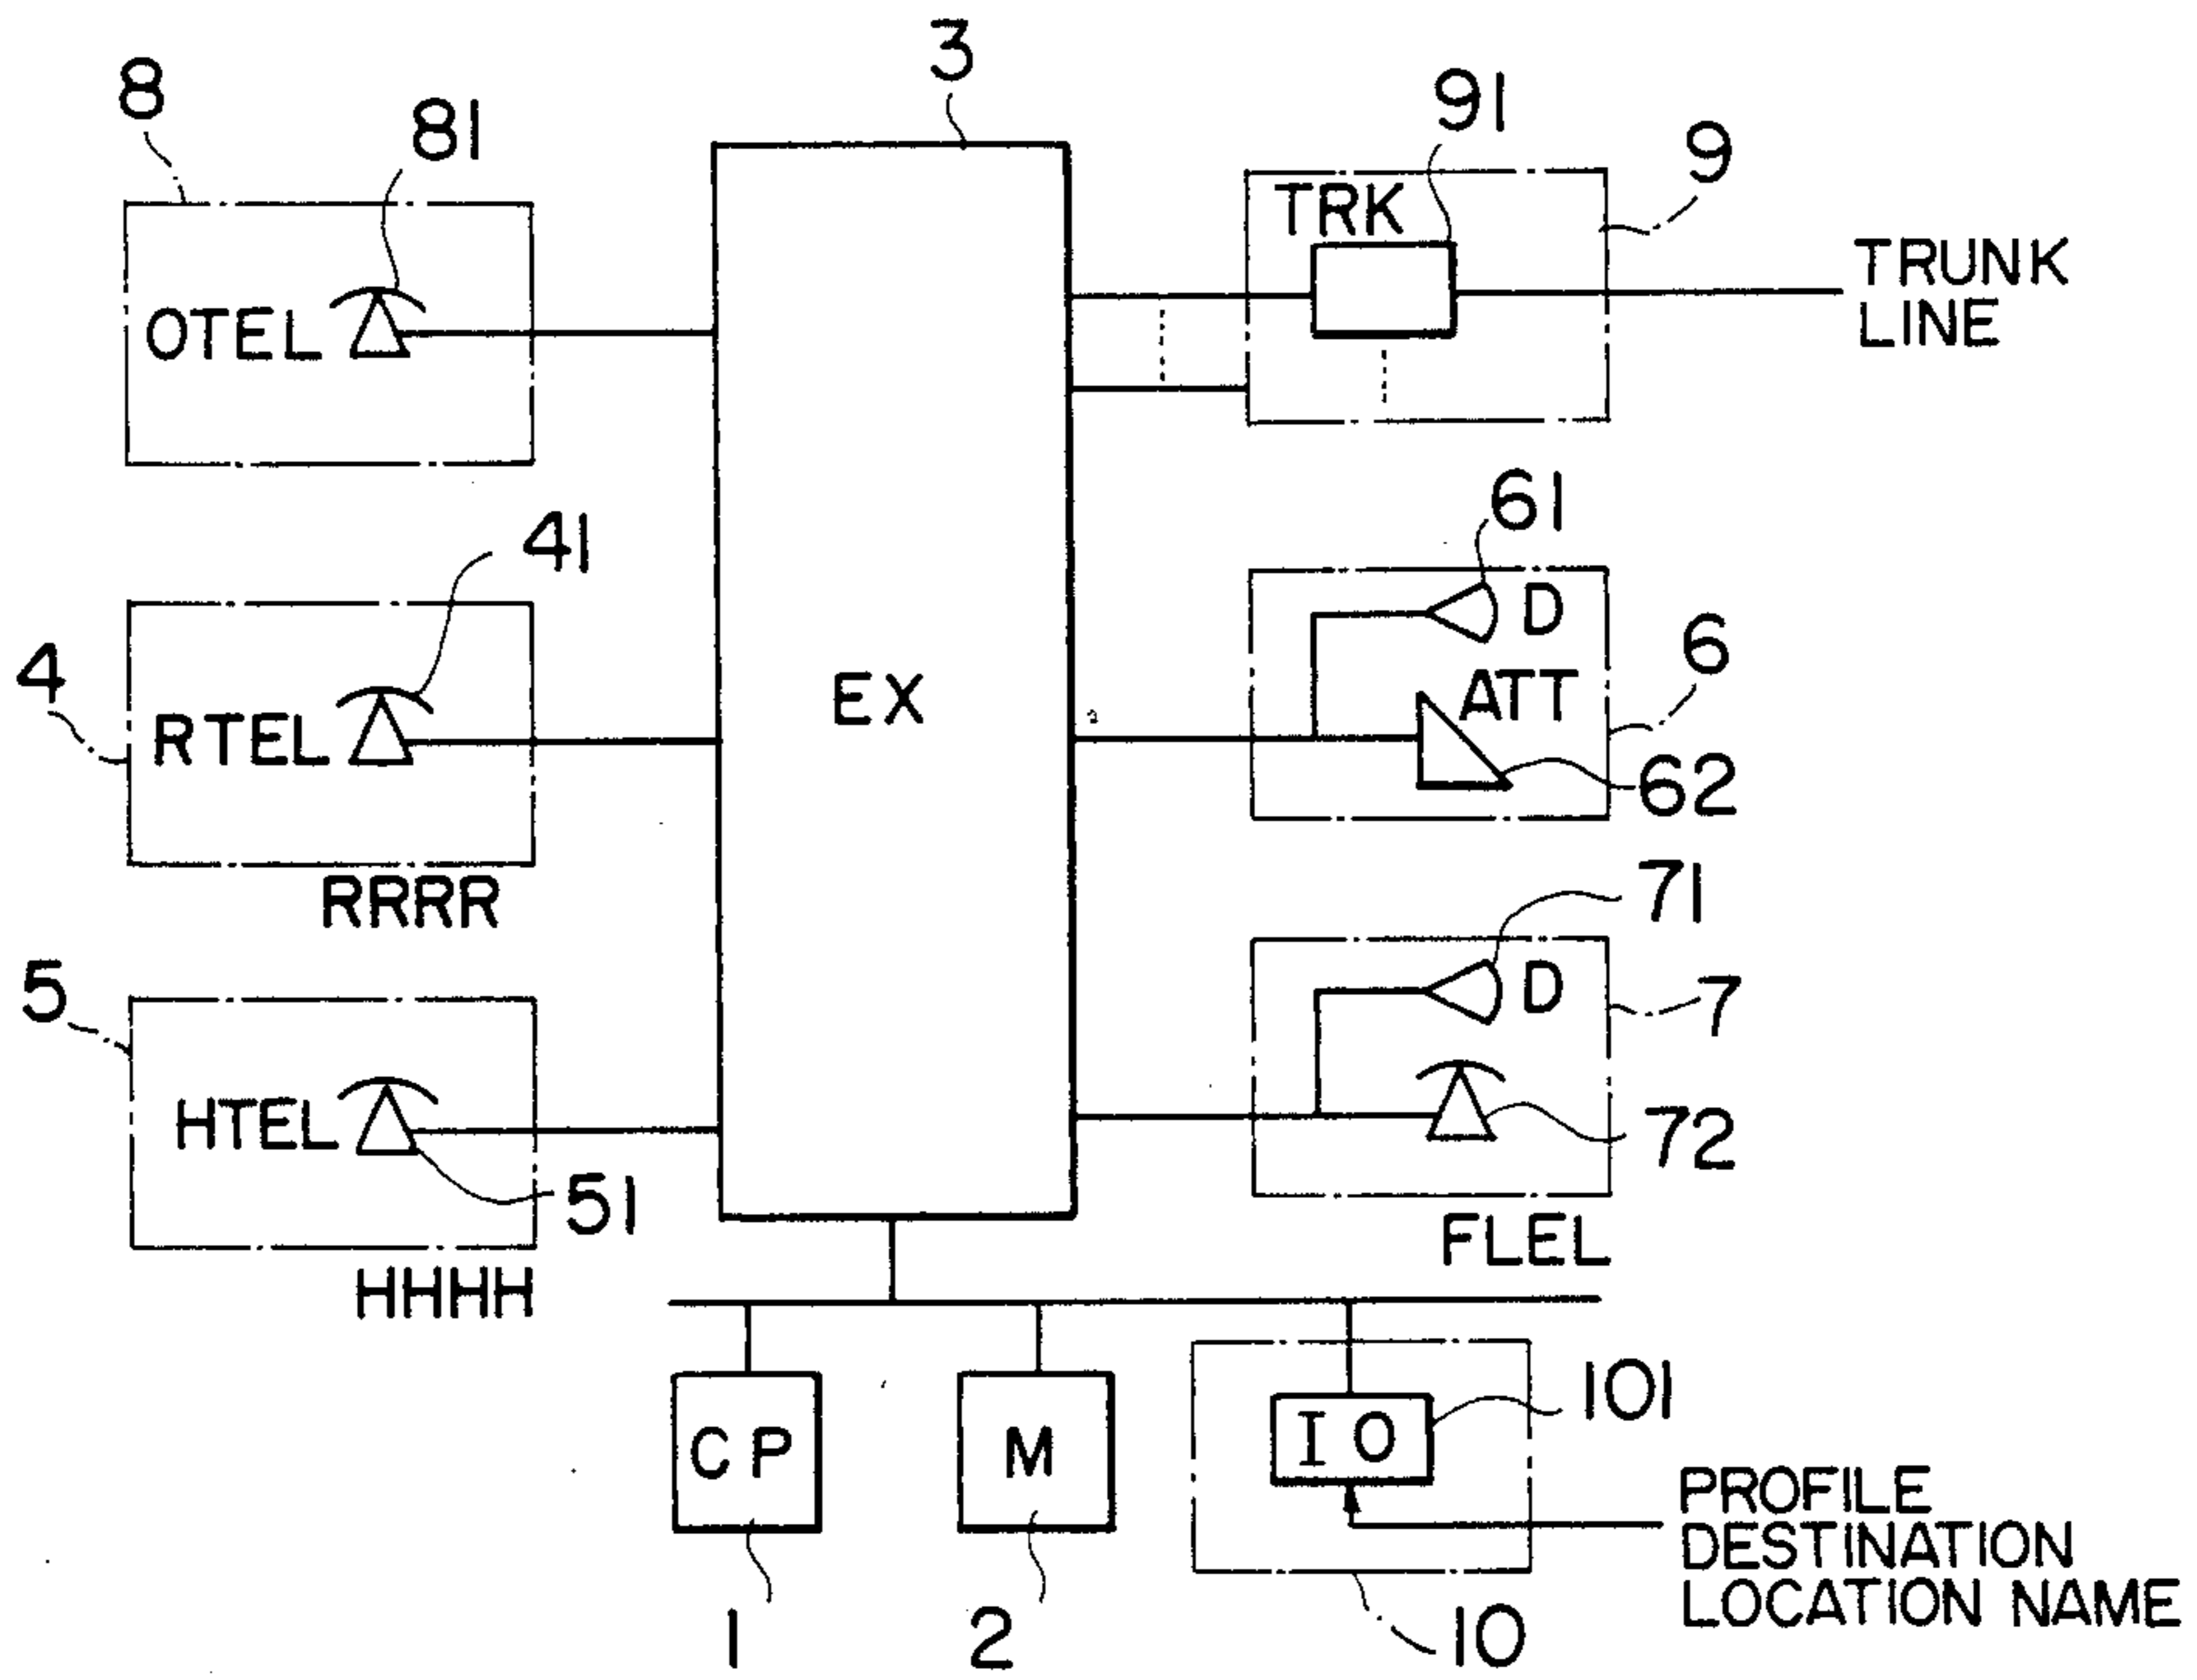 3
8
81
91
9
TRK
TRUNK
LINE
OTEL
61
41
D
6
4
ATT
RTEL
EX
62
RRRR
71
5
D
7
HTEL
72
51
FLEL
HHHH
101
CP
M
IO
PROFILE
DESTINATION
LOCATION NAME
1
2
10